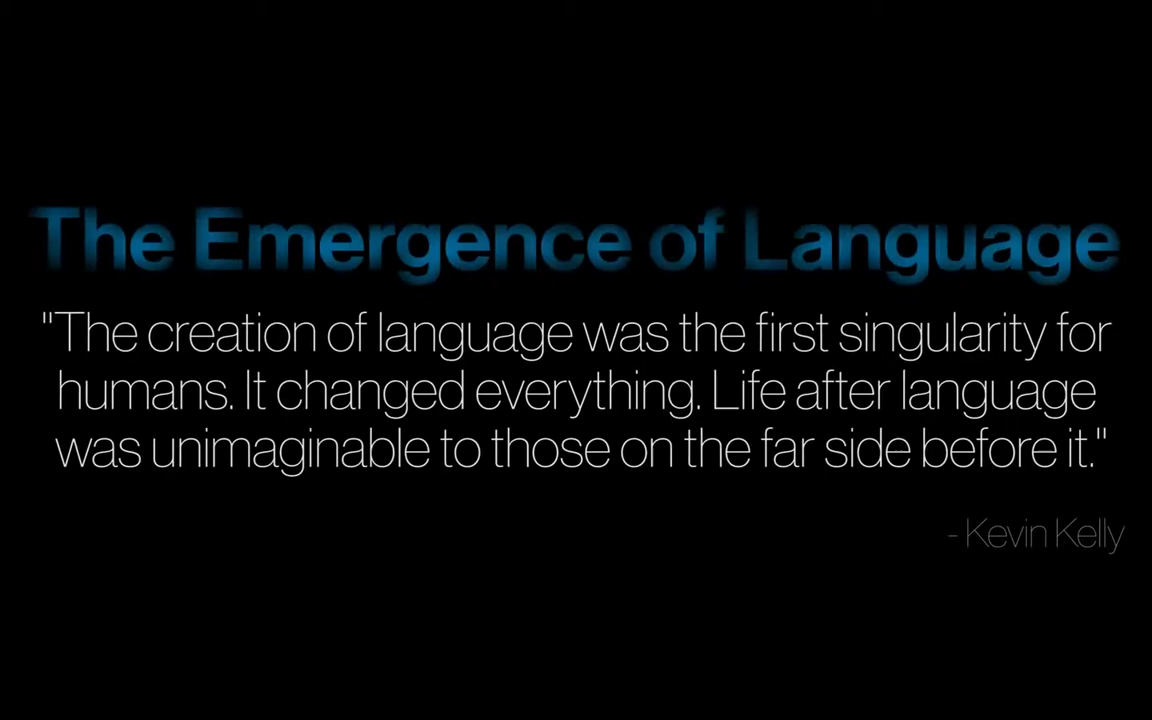 The Emergence of Language
"The creation of language was the first singularity for
humans. It changed everything. Life after language
was unimaginable to those on the far side before it."
- Kevin Kelly